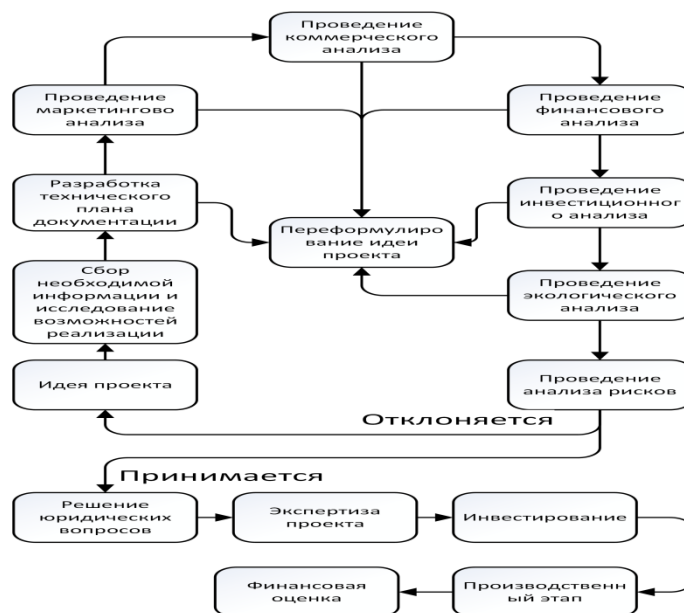 Проведение
коммерческого
анализа
Проведение
маркетингово
анализа
Проведение
финансового
анализа
Разработка
технического
плана
документации
Переформулиро
вание идеи
проекта
Проведение
инвестиционног
о анализа
Сбор
необходимой
информации и
исследование
возможностей
реализации
Проведение
экологического
анализа
Идея проекта
Проведение
анализа рисков
Отклоняется
Принимается
Решение
юридических
вопросов
Экспертиза
проекта
Инвестирование
Финансовая
оценка
Производственн
ый этап